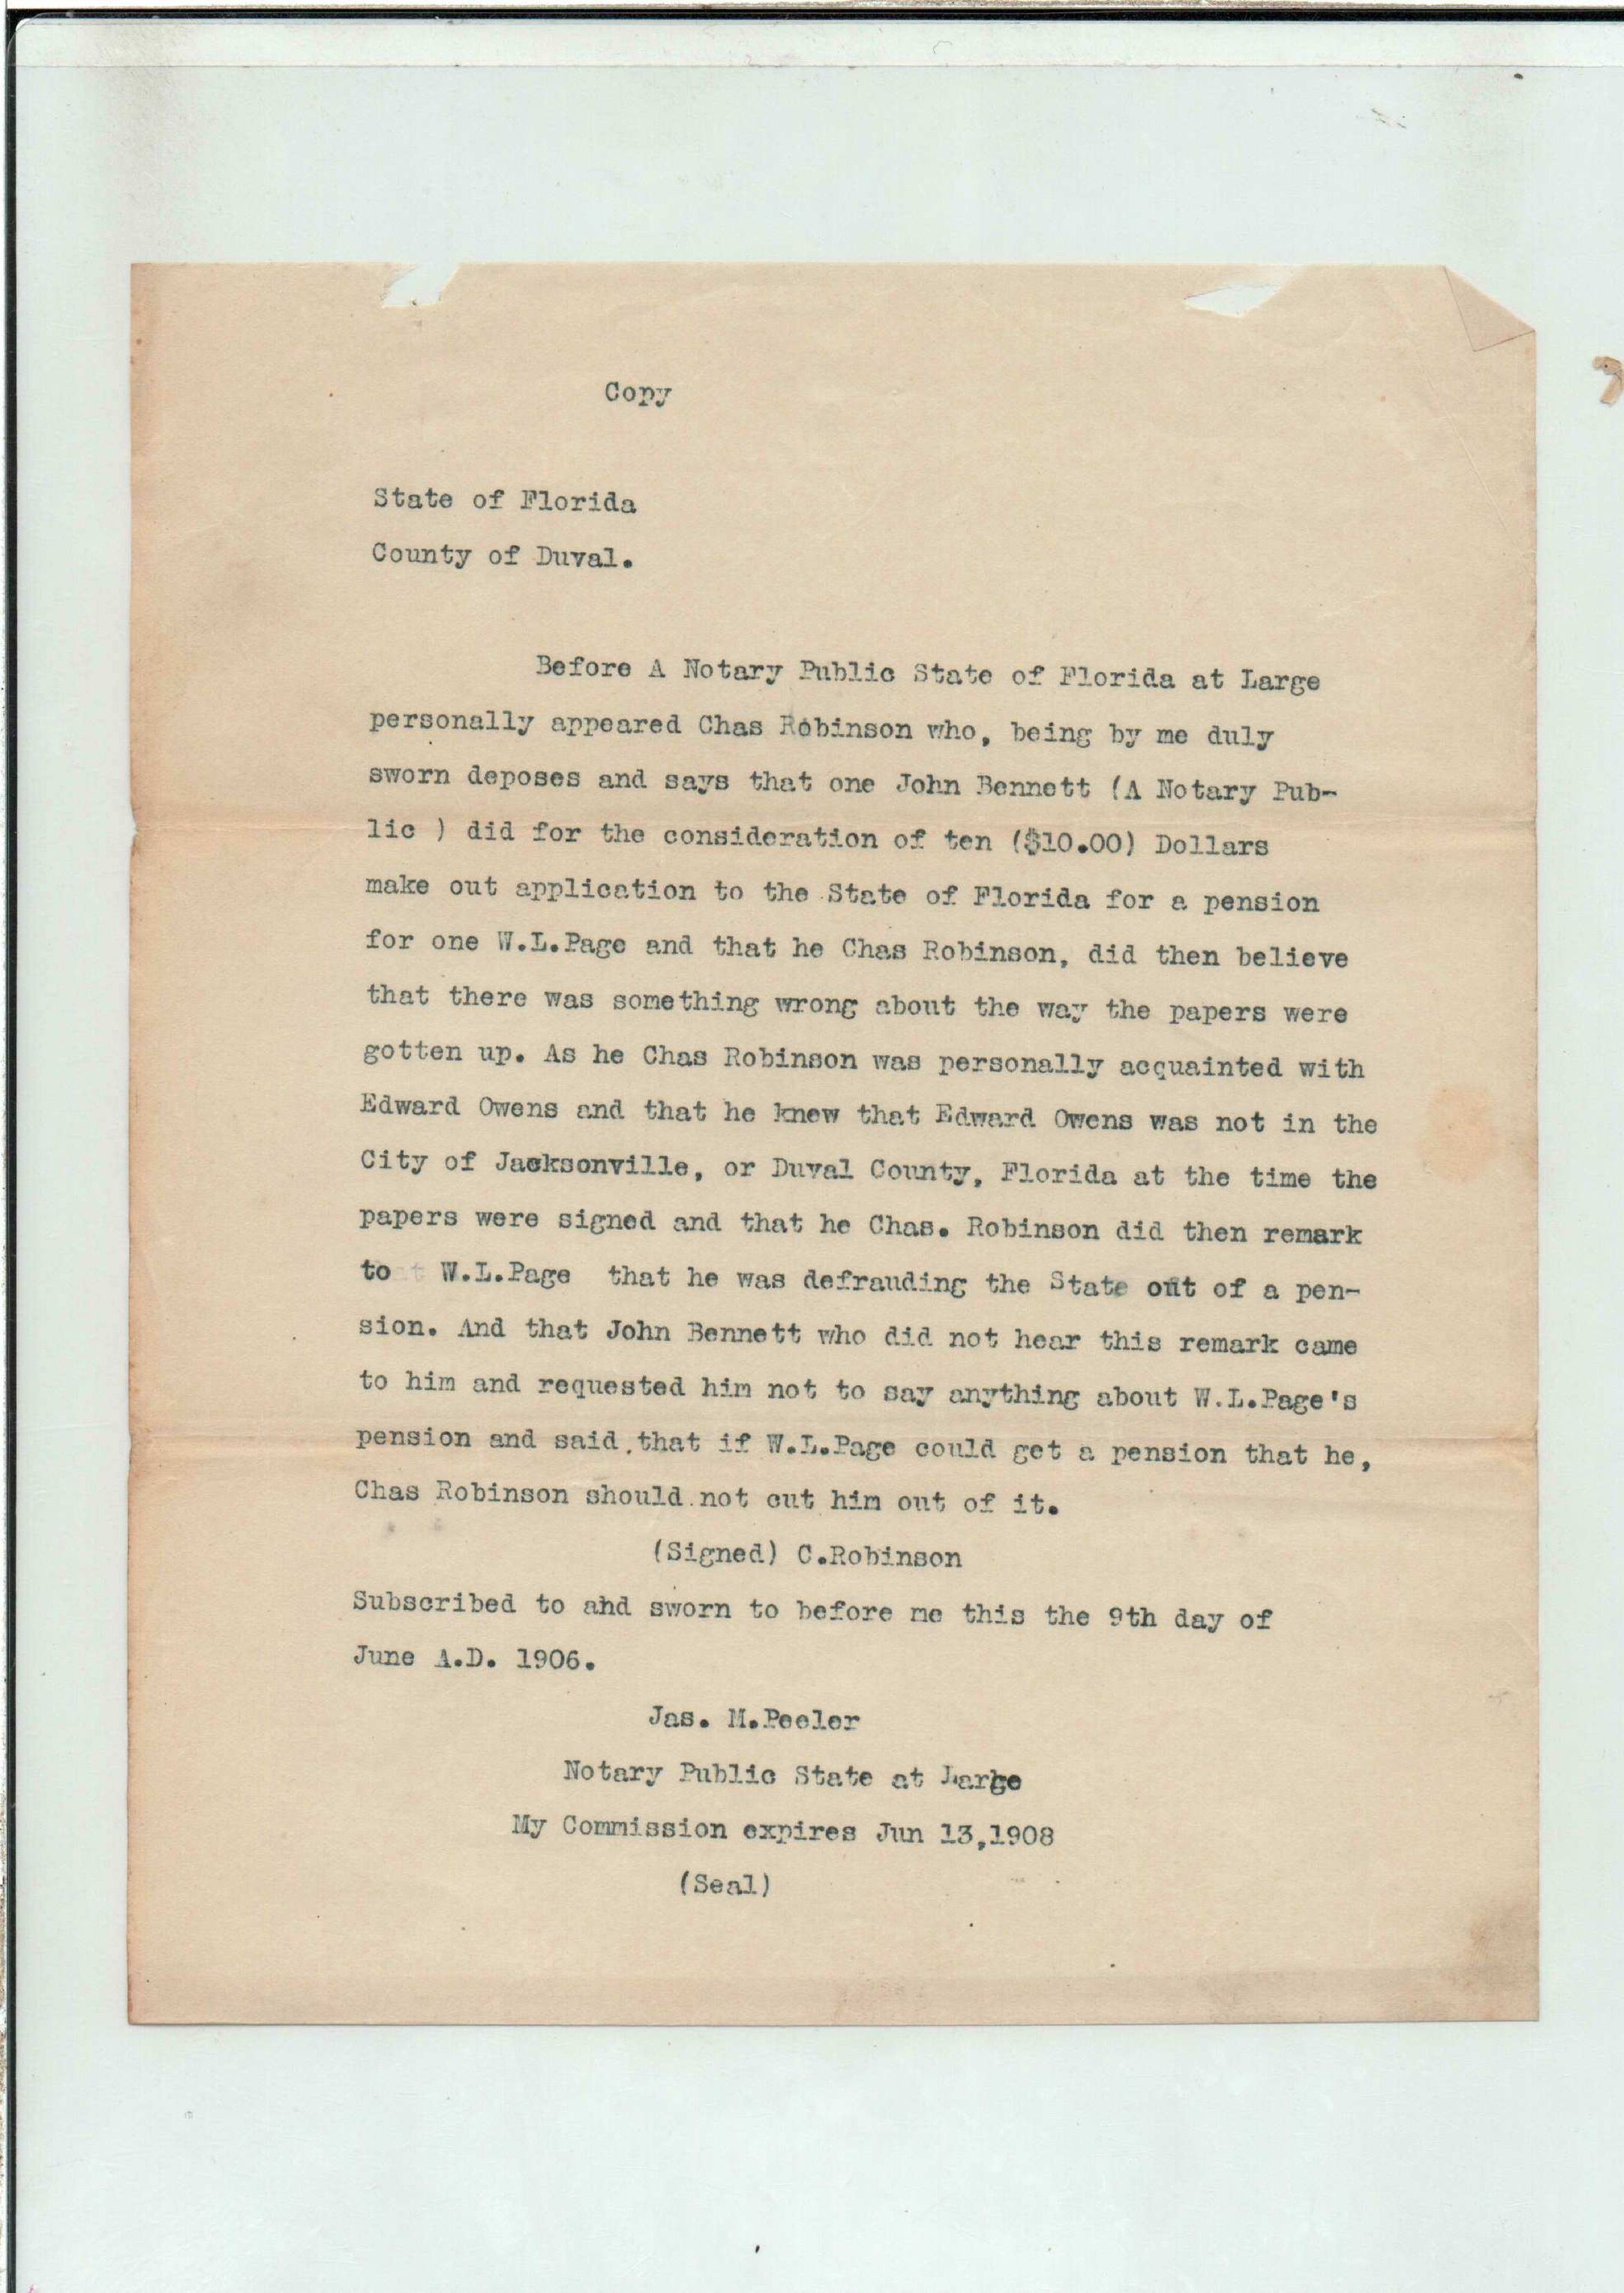 Copy
State of Florida
County of Duval.
Before A Notary Public State of Florida at Large
personally appeared Chas Robinson who, being by me duly
sworn deposes and says that one John Bennett (A Notary Pub-
lic ) did for the consideration of ten ($10.00) Dollars
make out application to the State of Florida for a pension
for one W.L.Page and that he Chas Robinson, did then believe
that there was something wrong about the way the papers were
gotten up. As he Chas Robinson was personally acquainted with
Edward Owens and that he knew that Edward Owens was not in the
City of Jacksonville, or Duval County, Florida at the time the
papers were signed and that he Chas. Robinson did then remark
to W.L.Page that he was defrauding the State out of a pen-
sion. And that John Bennett who did not hear this remark came
to him and requested him not to say anything about W.L.Page's
pension and said that if W.L.Page could get a pension that he,
Chas Robinson should not cut him out of it.
(Signed) C.Robinson
Subscribed to and sworn to before me this the 9th day of
June A.D. 1906.
Jas. M.Peeler
Notary Public State at Large
My Commission expires Jun 13,1908
(Seal)